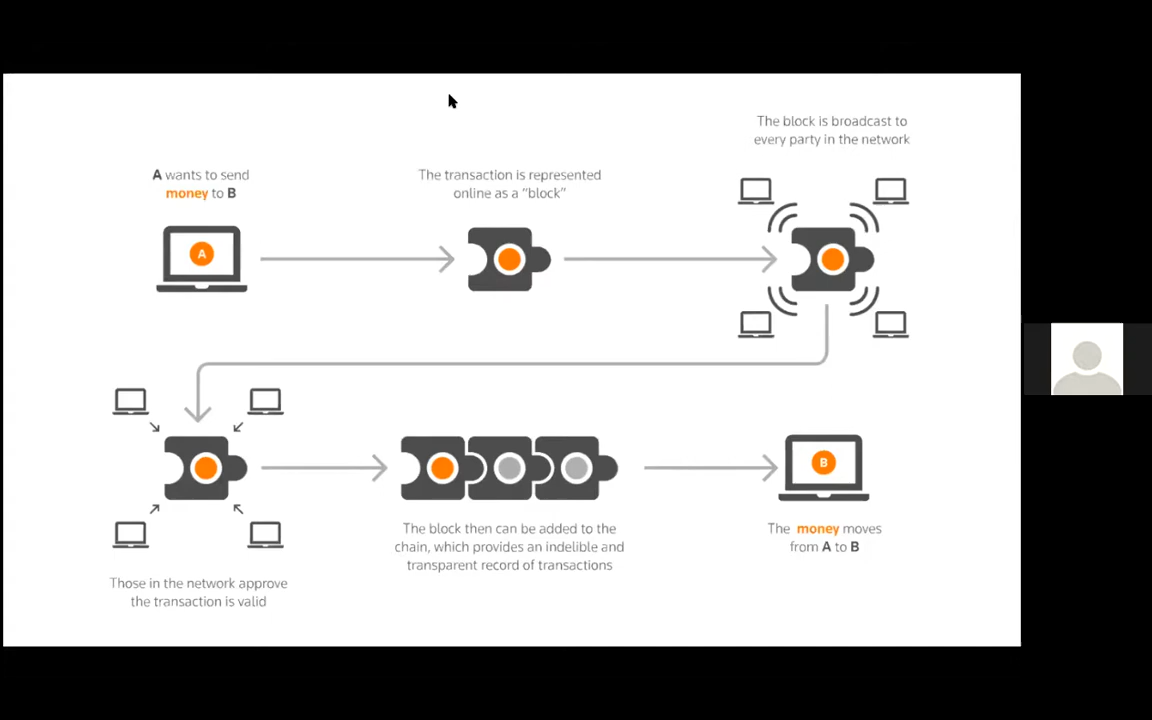 A wants to send
money to B
The transaction is represented
online as a “block”
The block is broadcast to
every party in the network
A
Those in the network approve
the transaction is valid
The block then can be added to the
chain, which provides an indelible and
transparent record of transactions
B
The money moves
from A to B